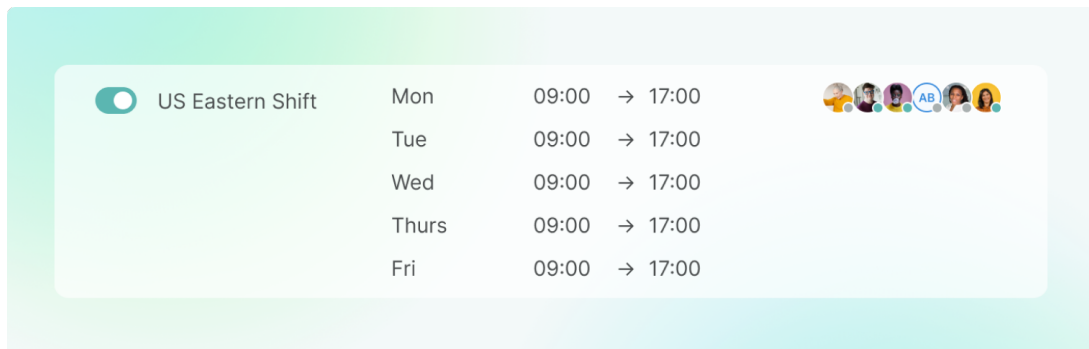 US Eastern Shift
Mon 09:00 → 17:00
AB
Tue 09:00 → 17:00
Wed 09:00 → 17:00
Thurs 09:00 → 17:00
Fri 09:00 → 17:00